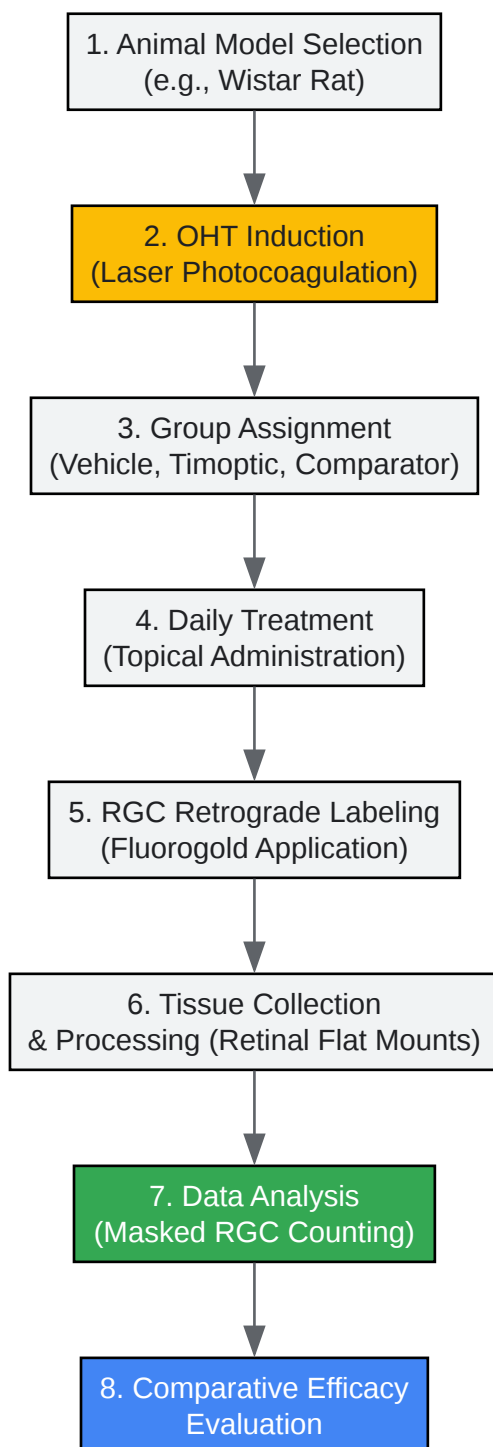 1. Animal Model Selection
(e.g., Wistar Rat)
2. OHT Induction
(Laser Photocoagulation)
3. Group Assignment
(Vehicle, Timoptic, Comparator)
4. Daily Treatment
(Topical Administration)
5. RGC Retrograde Labeling
(Fluorogold Application)
6. Tissue Collection
& Processing (Retinal Flat Mounts)
7. Data Analysis
(Masked RGC Counting)
8. Comparative Efficacy
Evaluation